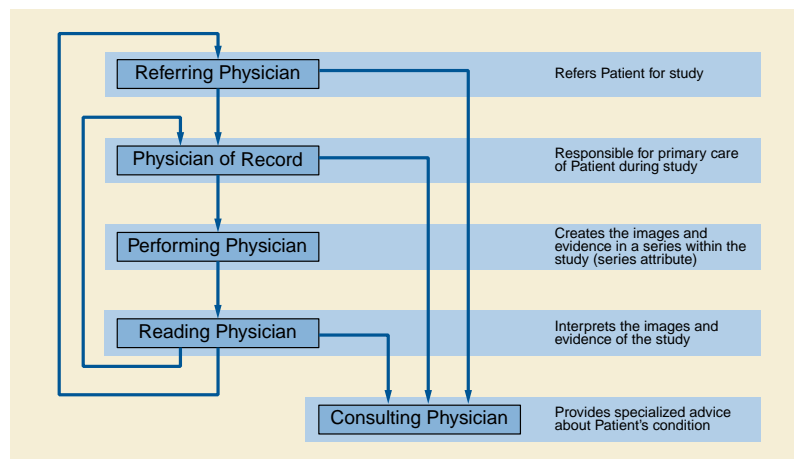 Referring Physician
Refers Patient for study
Physician of Record
Responsible for primary care
of Patient during study
Performing Physician
Creates the images and
evidence in a series within the
study (series attribute)
Reading Physician
Interprets the images and
evidence of the study
Consulting Physician
Provides specialized advice
about Patient's condition